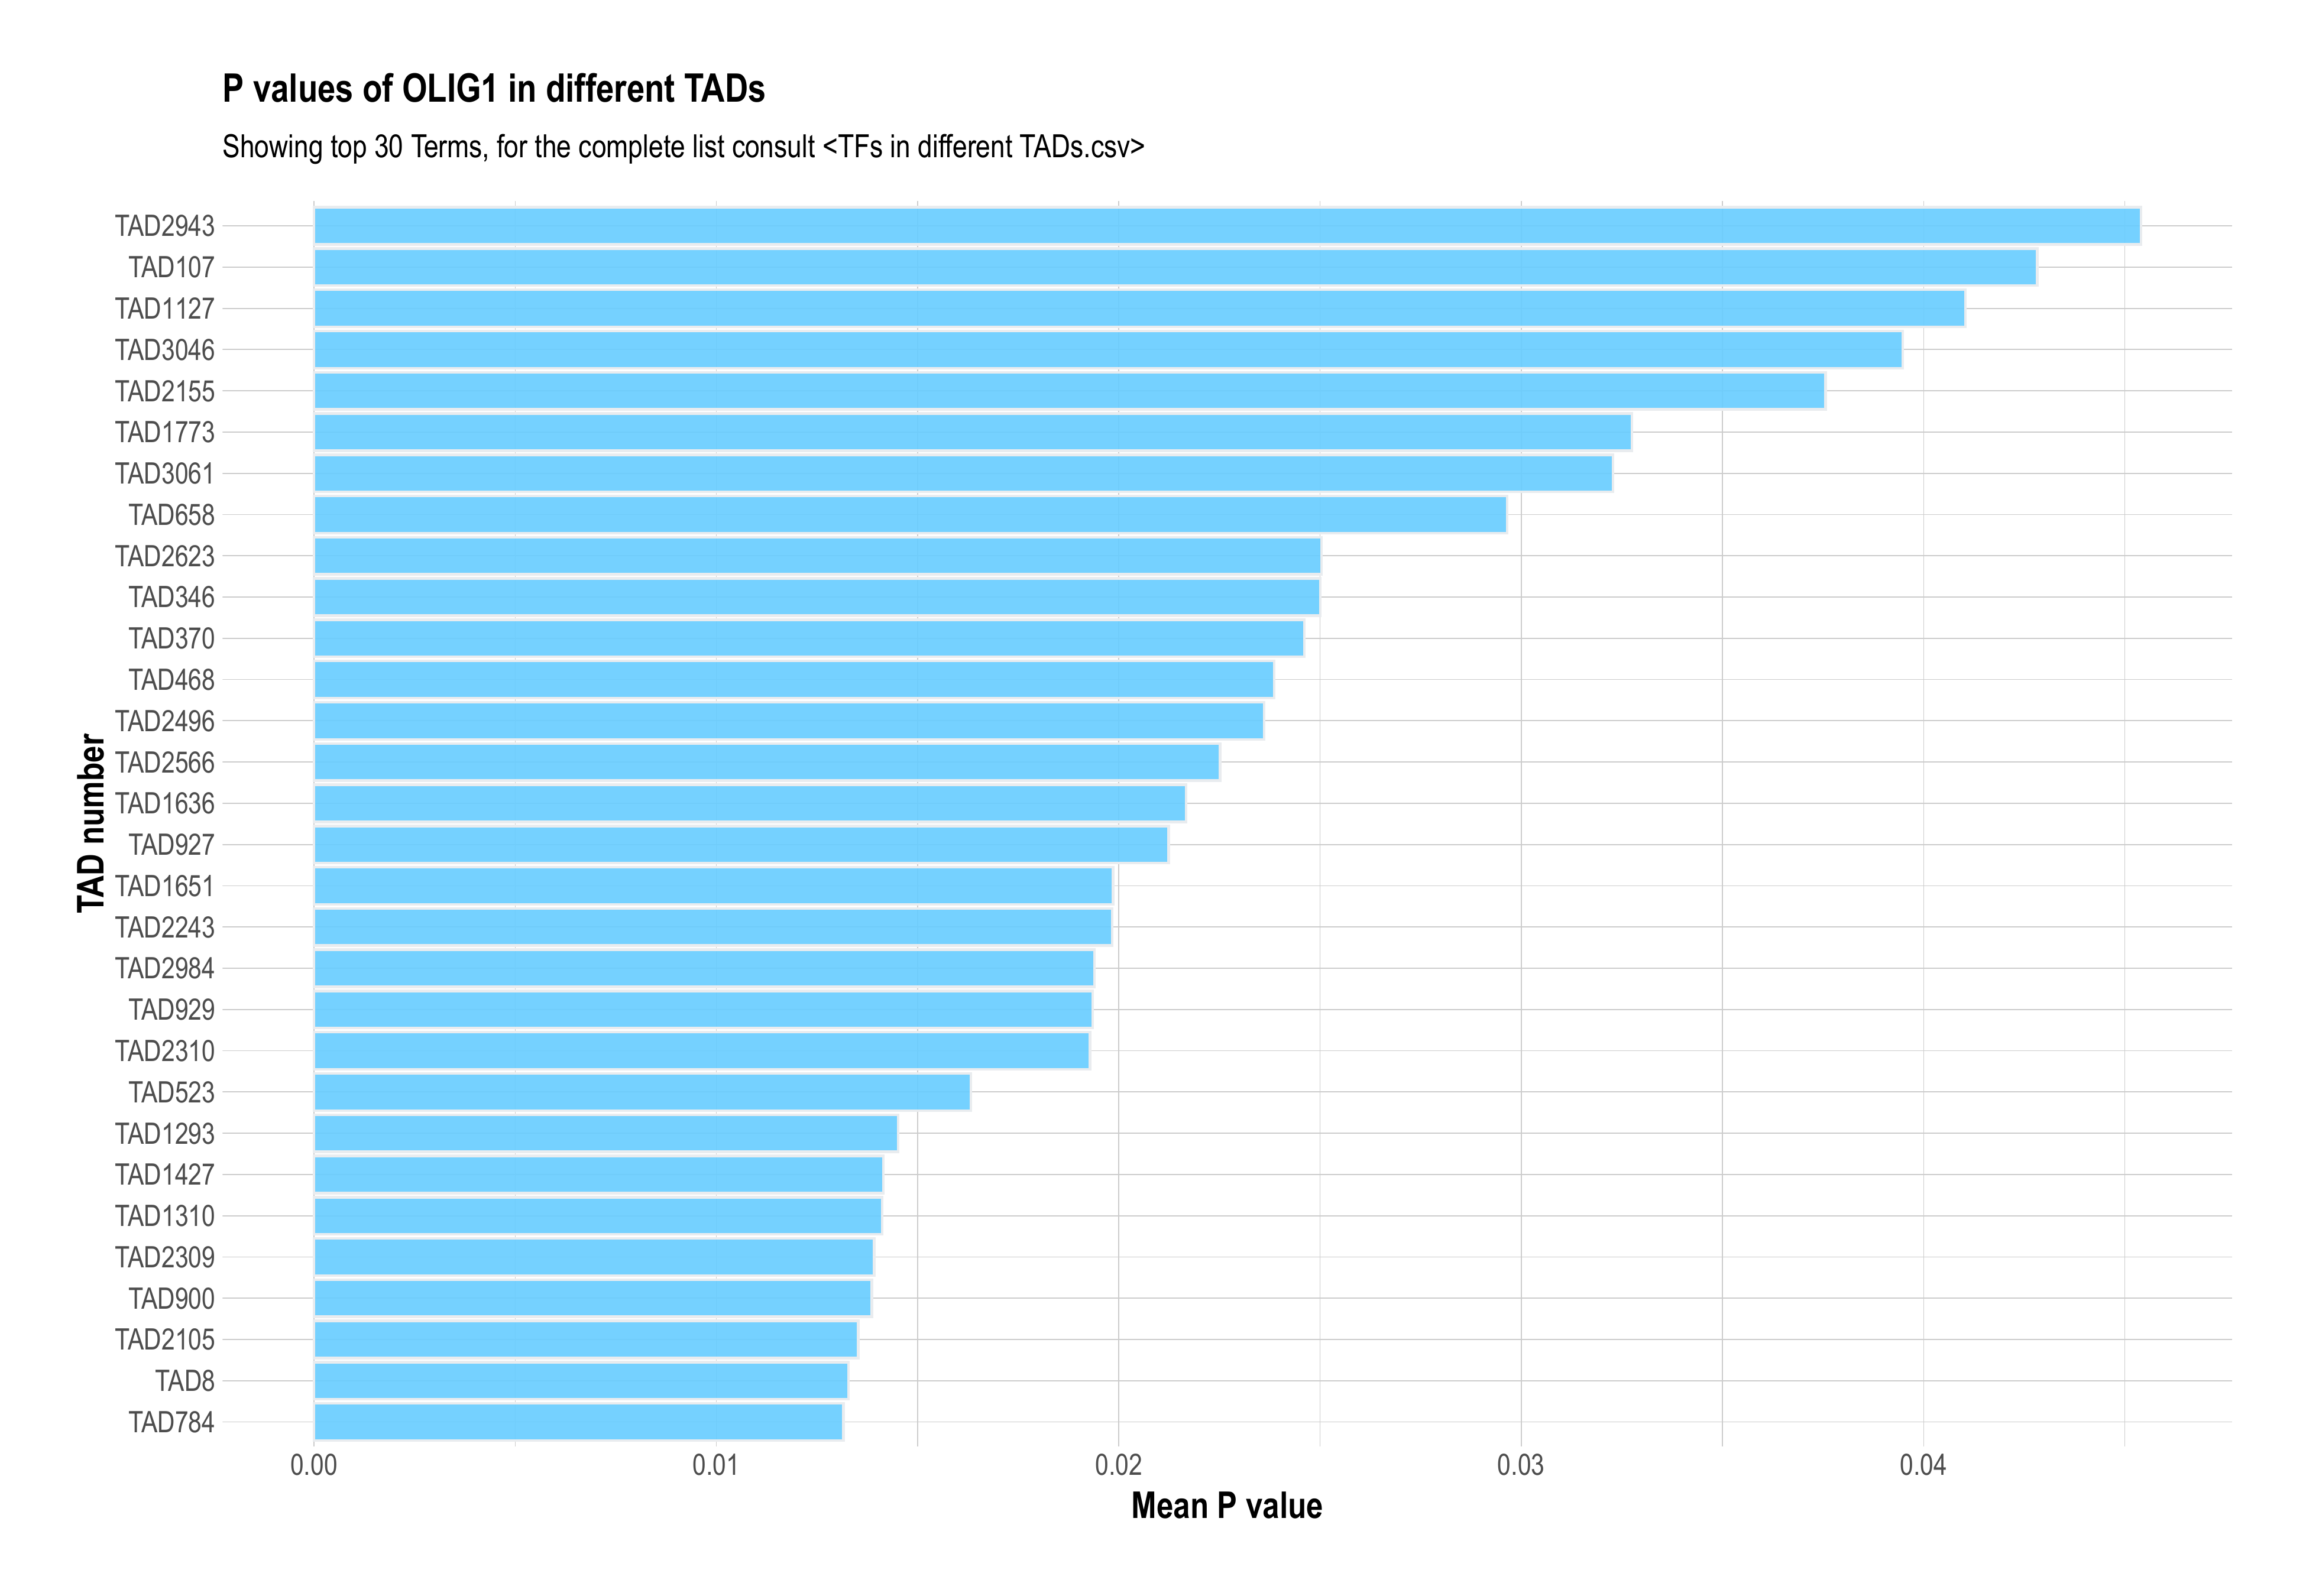 P values of OLIG1 in different TADs
Showing top 30 Terms, for the complete list consult <TFs in different TADs.csv>
TAD number
TAD2943
TAD107
TAD1127
TAD3046
TAD2155
TAD1773
TAD3061
TAD658
TAD2623
TAD346
TAD370
TAD468
TAD2496
TAD2566
TAD1636
TAD927
TAD1651
TAD2243
TAD2984
TAD929
TAD2310
TAD523
TAD1293
TAD1427
TAD1310
TAD2309
TAD900
TAD2105
TAD8
TAD784
0.00 0.01 0.02 0.03 0.04
Mean P value